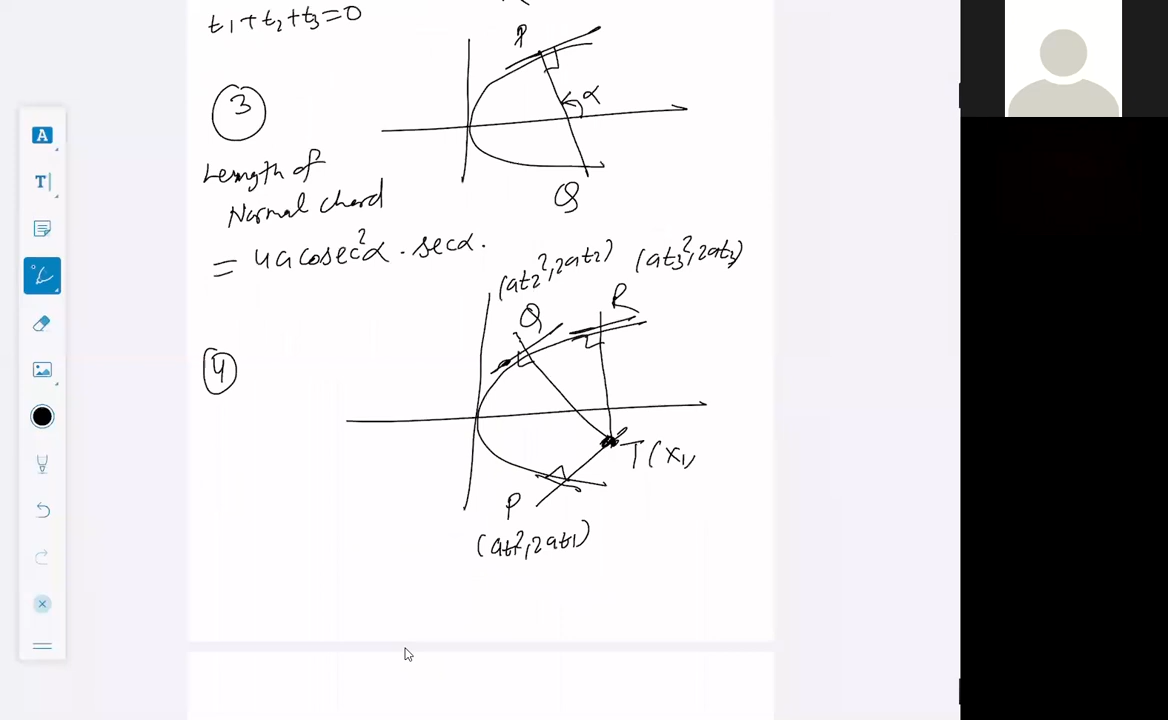 t1+t2+t3=0
P
3
α
Length of
Normal chord
Q
= 4a cosec²α . secα.
(at2², 2at2) (at3², 2at3)
Q R
4
T(x1)
P
(at1², 2at1)
A
T